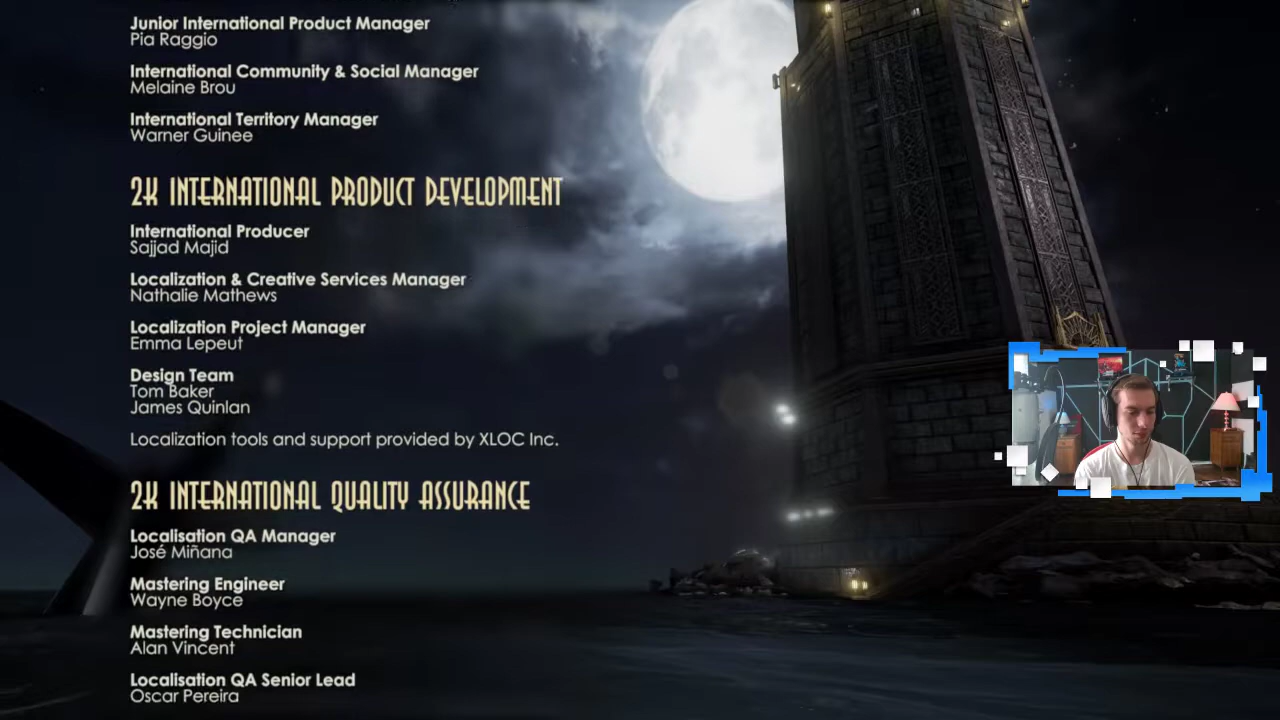 Junior International Product Manager
Pia Raggio
International Community & Social Manager
Melaine Brou
International Territory Manager
Warner Guinee
2K INTERNATIONAL PRODUCT DEVELOPMENT
International Producer
Sajjad Majid
Localization & Creative Services Manager
Nathalie Mathews
Localization Project Manager
Emma Lepeut
Design Team
Tom Baker
James Quinlan
Localization tools and support provided by XLOC Inc.
2K INTERNATIONAL QUALITY ASSURANCE
Localisation QA Manager
José Miñana
Mastering Engineer
Wayne Boyce
Mastering Technician
Alan Vincent
Localisation QA Senior Lead
Oscar Pereira